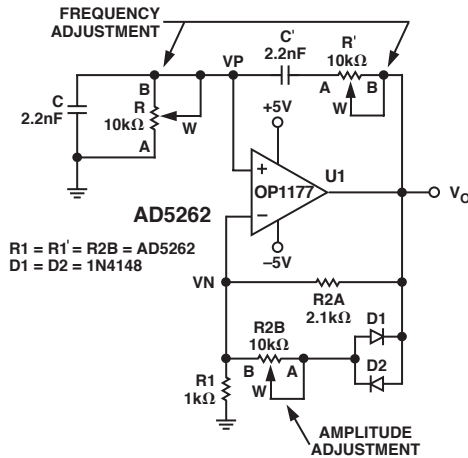 FREQUENCY
ADJUSTMENT
C'
2.2nF
R'
10kΩ
VP
A
B
W
C
2.2nF
B
R
10kΩ
W
A
+5V
+
OP1177
−
U1
−5V
VO
AD5262
R1 = R1' = R2B = AD5262
D1 = D2 = 1N4148
VN
R2A
2.1kΩ
D1
D2
R2B
10kΩ
B
A
W
R1
1kΩ
AMPLITUDE
ADJUSTMENT